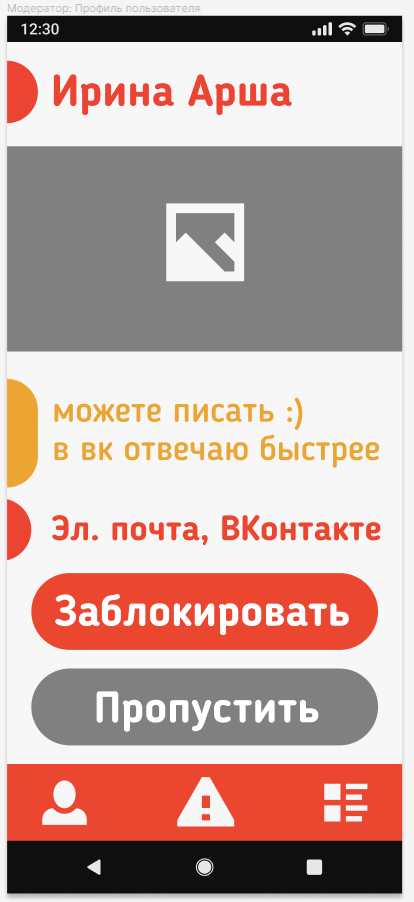 Модератор: Профиль пользователя
12:30
Ирина Арша
можете писать :)
в вк отвечаю быстрее
Эл. почта, ВКонтакте
Заблокировать
Пропустить